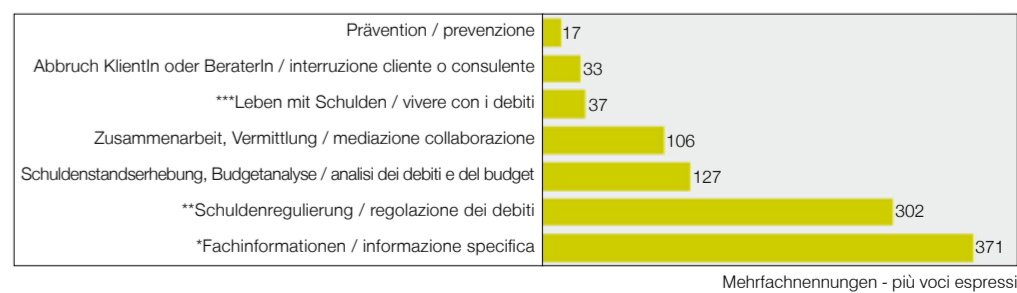 Prävention / prevenzione 17
Abbruch KlientIn oder BeraterIn / interruzione cliente o consulente 33
***Leben mit Schulden / vivere con i debiti 37
Zusammenarbeit, Vermittlung / mediazione collaborazione 106
Schuldenstandserhebung, Budgetanalyse / analisi dei debiti e del budget 127
**Schuldenregulierung / regolazione dei debiti 302
*Fachinformationen / informazione specifica 371
Mehrfachnennungen - più voci espressi